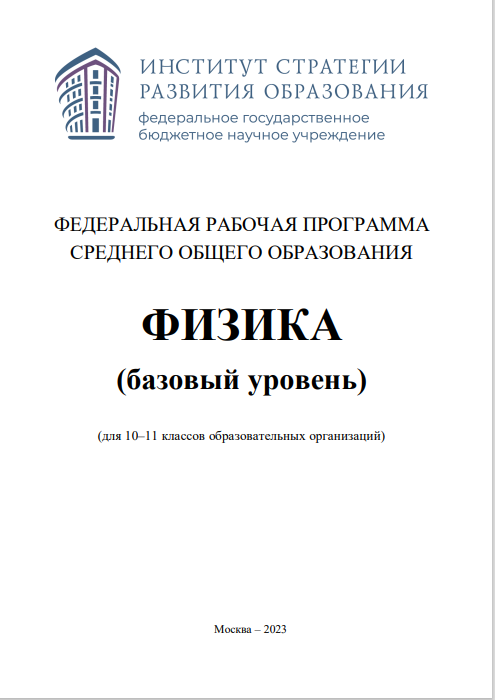 ИНСТИТУТ СТРАТЕГИИ
РАЗВИТИЯ ОБРАЗОВАНИЯ
федеральное государственное
бюджетное научное учреждение
ФЕДЕРАЛЬНАЯ РАБОЧАЯ ПРОГРАММА
СРЕДНЕГО ОБЩЕГО ОБРАЗОВАНИЯ
ФИЗИКА
(базовый уровень)
(для 10–11 классов образовательных организаций)
Москва – 2023